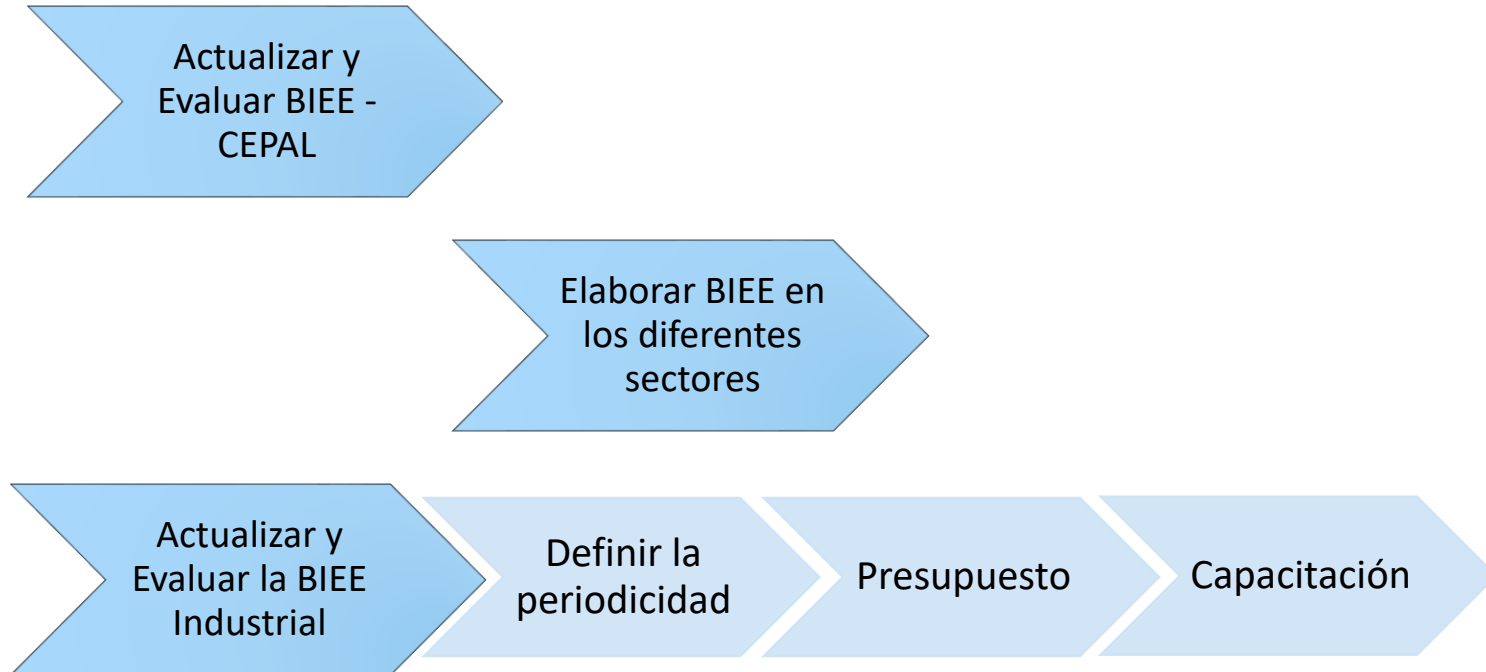 Actualizar y
Evaluar BIEE -
CEPAL
Elaborar BIEE en
los diferentes
sectores
Actualizar y
Evaluar la BIEE
Industrial
Definir la
periodicidad
Presupuesto
Capacitación